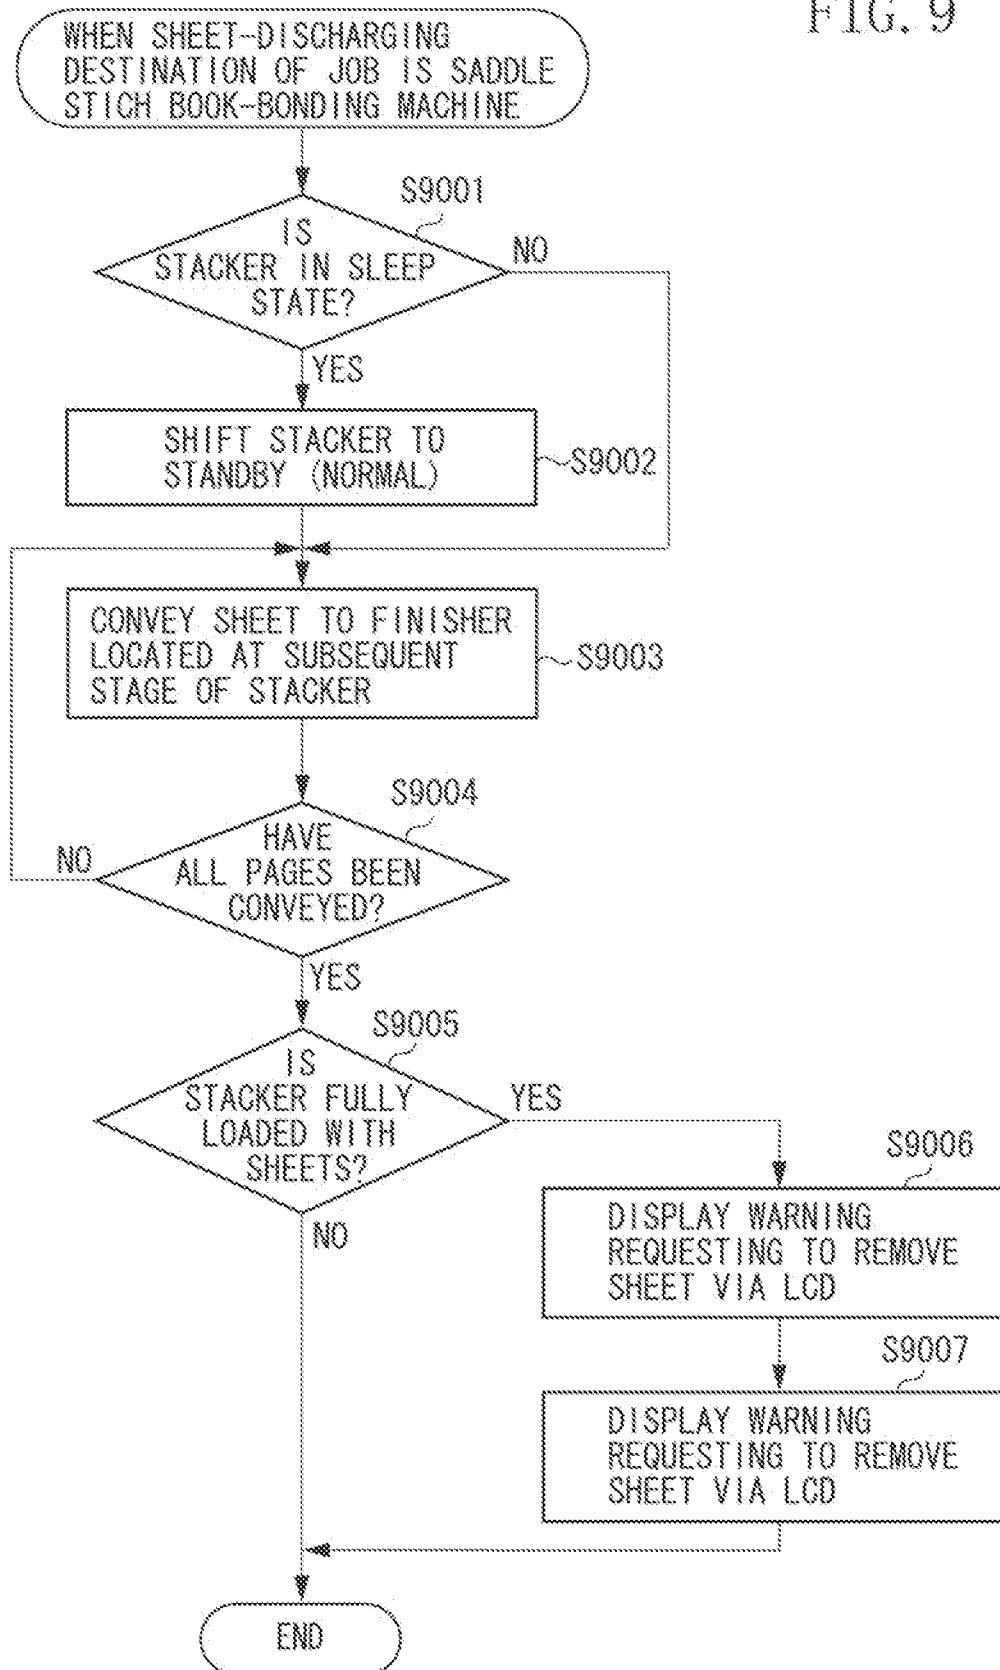 FIG. 9
WHEN SHEET-DISCHARGING
DESTINATION OF JOB IS SADDLE
STICH BOOK-BONDING MACHINE
S9001
IS
STACKER IN SLEEP
STATE?
NO
YES
SHIFT STACKER TO
STANDBY (NORMAL)
S9002
CONVEY SHEET TO FINISHER
LOCATED AT SUBSEQUENT
STAGE OF STACKER
S9003
S9004
HAVE
ALL PAGES BEEN
CONVEYED?
NO
YES
S9005
IS
STACKER FULLY
LOADED WITH
SHEETS?
YES
NO
S9006
DISPLAY WARNING
REQUESTING TO REMOVE
SHEET VIA LCD
S9007
DISPLAY WARNING
REQUESTING TO REMOVE
SHEET VIA LCD
END